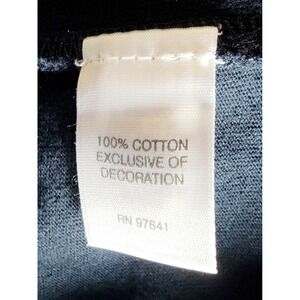 100% COTTON
EXCLUSIVE OF
DECORATION
RN 97641